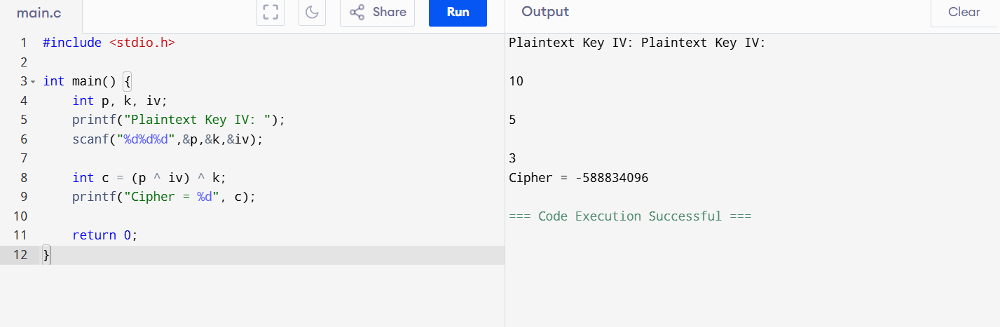 main.c
Share
Run
Output
Clear
1 #include <stdio.h>
2
3 int main() {
4     int p, k, iv;
5     printf("Plaintext Key IV: ");
6     scanf("%d%d%d",&p,&k,&iv);
7
8     int c = (p ^ iv) ^ k;
9     printf("Cipher = %d", c);
10
11     return 0;
12 }
Plaintext Key IV: Plaintext Key IV:
10
5
3
Cipher = -588834096
=== Code Execution Successful ===